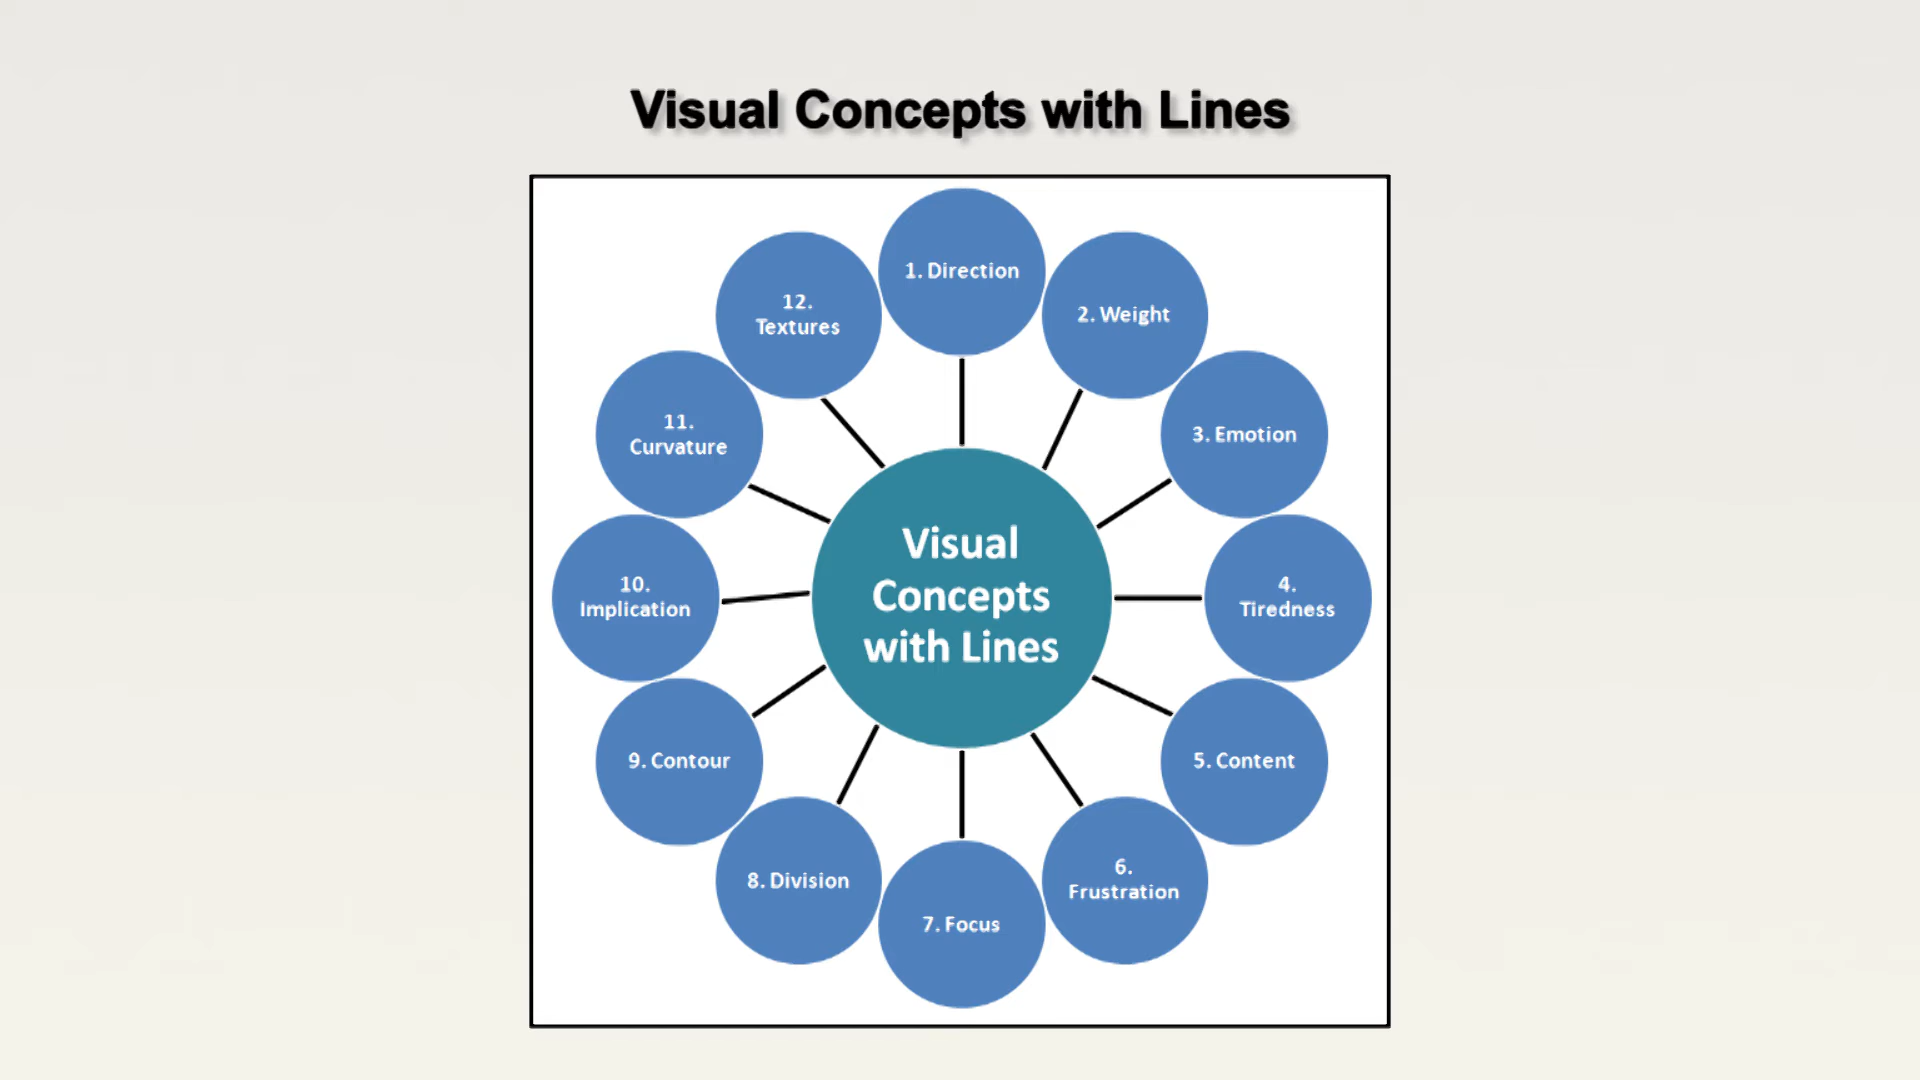 Visual Concepts with Lines
1. Direction
2. Weight
3. Emotion
4.
Tiredness
5. Content
6.
Frustration
7. Focus
8. Division
9. Contour
10.
Implication
11.
Curvature
12.
Textures
Visual
Concepts
with Lines